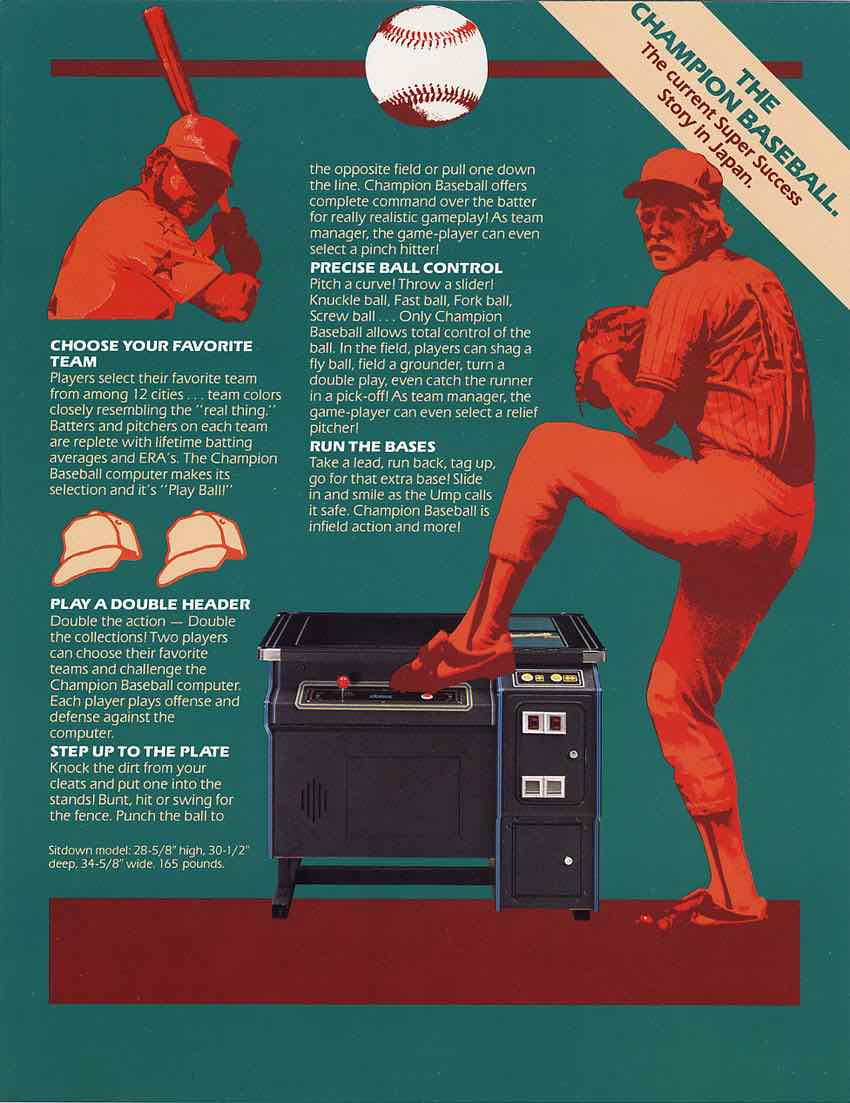 THE
CHAMPION BASEBALL.
The current Super Success
Story in Japan.
CHOOSE YOUR FAVORITE
TEAM
Players select their favorite team
from among 12 cities . . . team colors
closely resembling the "real thing."
Batters and pitchers on each team
are replete with lifetime batting
averages and ERA's. The Champion
Baseball computer makes its
selection and it's "Play Ball!"
PLAY A DOUBLE HEADER
Double the action — Double
the collections! Two players
can choose their favorite
teams and challenge the
Champion Baseball computer.
Each player plays offense and
defense against the
computer.
STEP UP TO THE PLATE
Knock the dirt from your
cleats and put one into the
stands! Bunt, hit or swing for
the fence. Punch the ball to
the opposite field or pull one down
the line. Champion Baseball offers
complete command over the batter
for really realistic gameplay! As team
manager, the game-player can even
select a pinch hitter!
PRECISE BALL CONTROL
Pitch a curve! Throw a slider!
Knuckle ball, Fast ball, Fork ball,
Screw ball . . . Only Champion
Baseball allows total control of the
ball. In the field, players can shag a
fly ball, field a grounder, turn a
double play, even catch the runner
in a pick-off! As team manager, the
game-player can even select a relief
pitcher!
RUN THE BASES
Take a lead, run back, tag up,
go for that extra base! Slide
in and smile as the Ump calls
it safe. Champion Baseball is
infield action and more!
Sitdown model: 28-5/8" high, 30-1/2"
deep, 34-5/8" wide. 165 pounds.